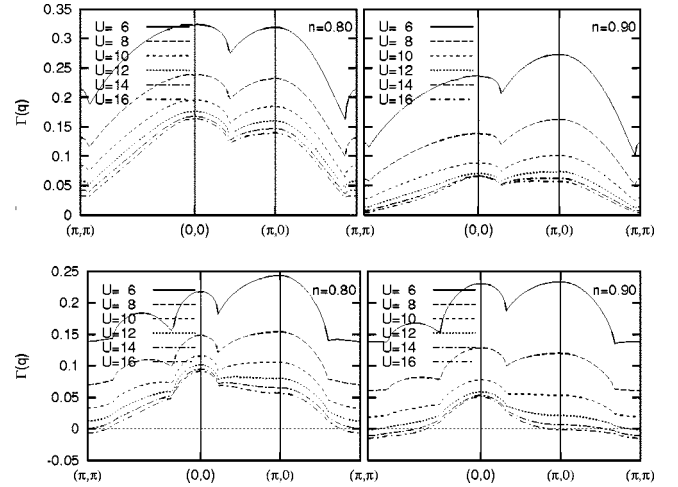 0.35
0.3
0.25
0.2
0.15
0.1
0.05
0
Γ(q)
U= 6
U= 8
U=10
U=12
U=14
U=16
n=0.80
(π,π) (0,0) (π,0) (π,π)
U= 6
U= 8
U=10
U=12
U=14
U=16
n=0.90
(π,π) (0,0) (π,0) (π,π)
0.25
0.2
0.15
0.1
0.05
0
-0.05
Γ(q)
U= 6
U= 8
U=10
U=12
U=14
U=16
n=0.80
(π,π) (0,0) (π,0) (π,π)
U= 6
U= 8
U=10
U=12
U=14
U=16
n=0.90
(π,π) (0,0) (π,0) (π,π)